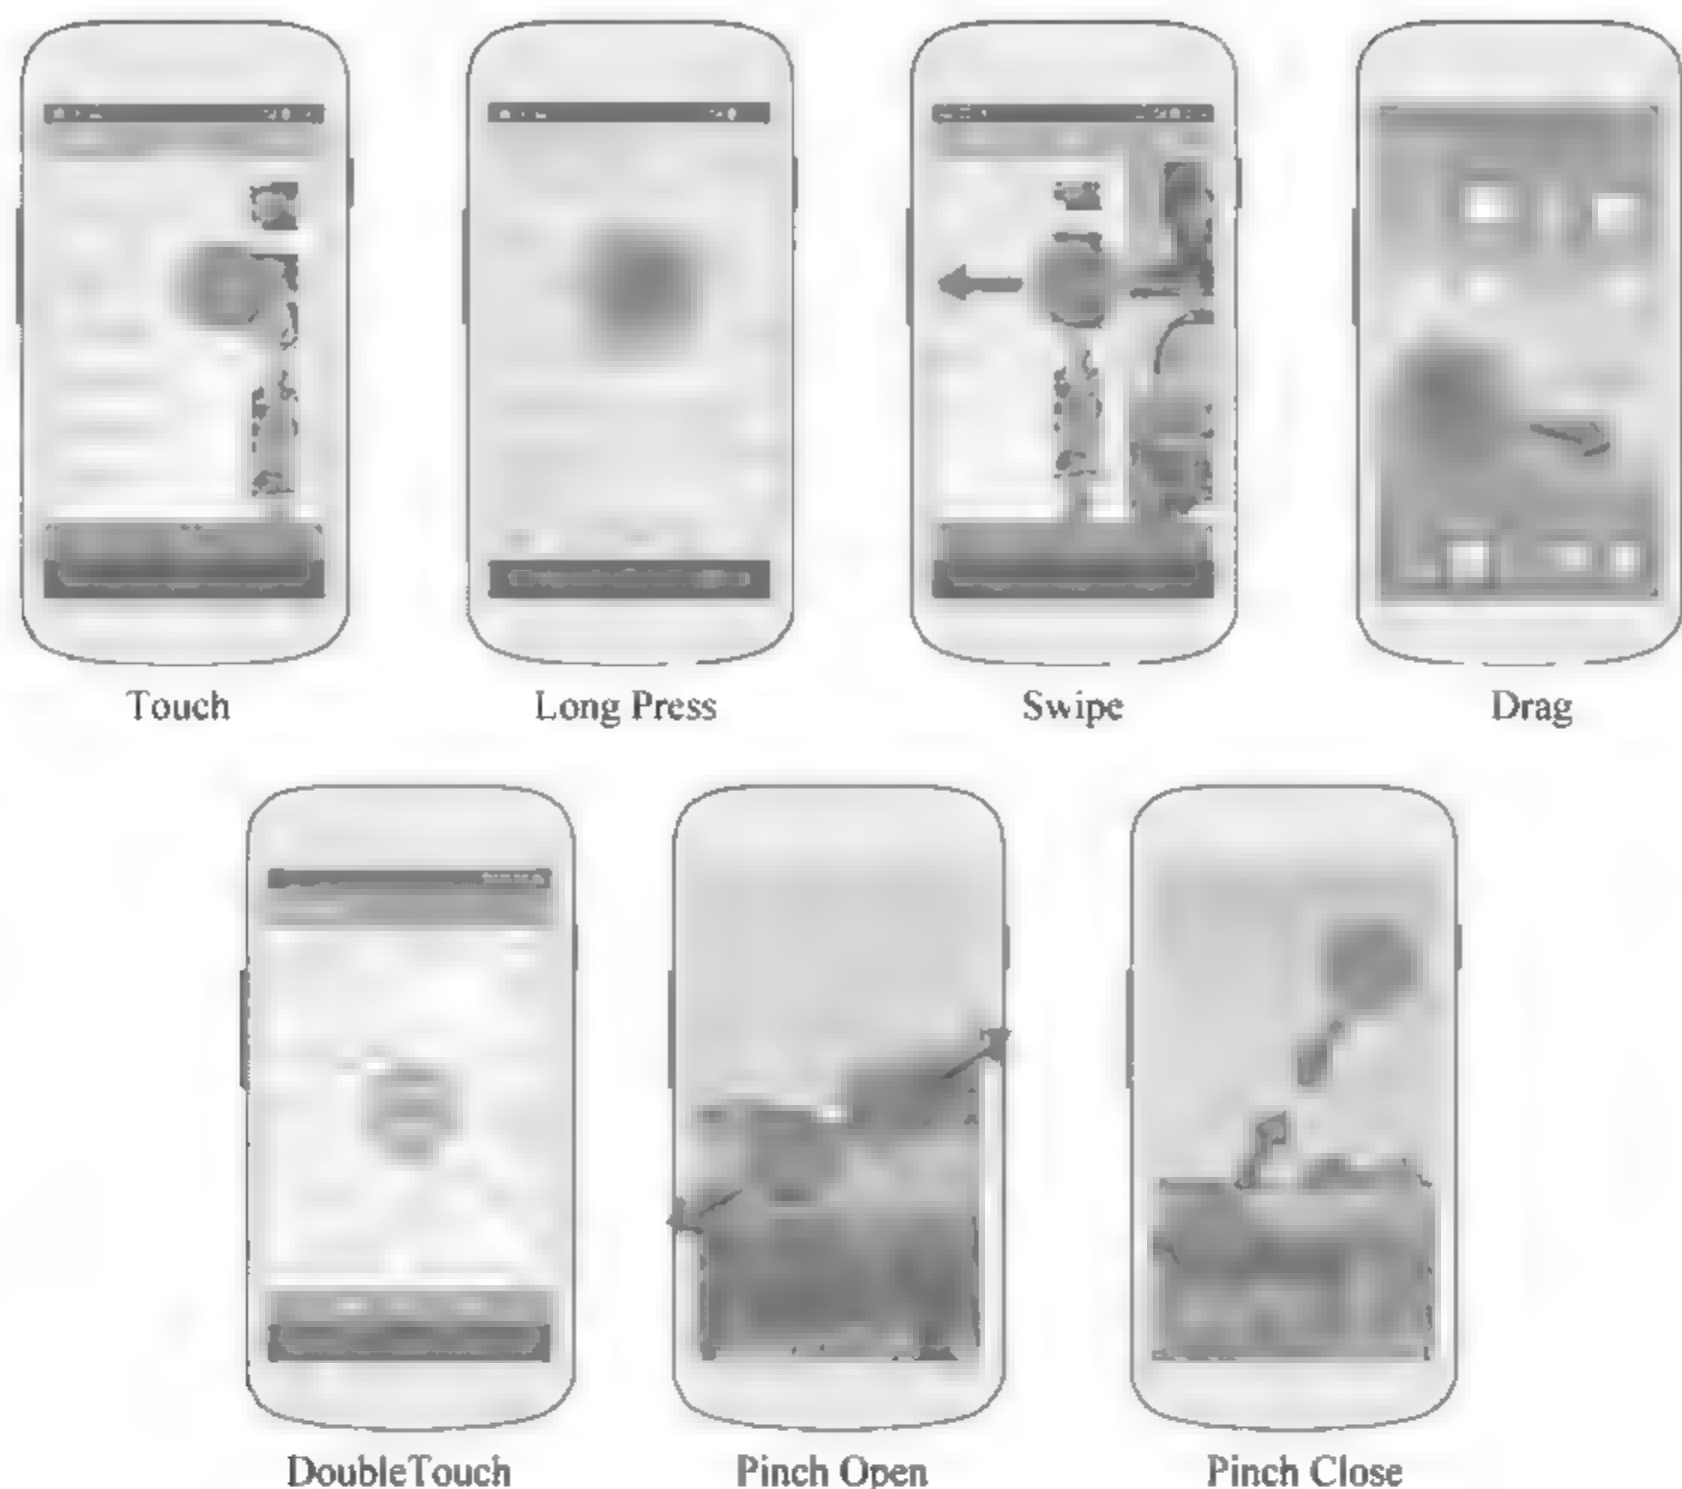 Touch
Long Press
Swipe
Drag
DoubleTouch
Pinch Open
Pinch Close